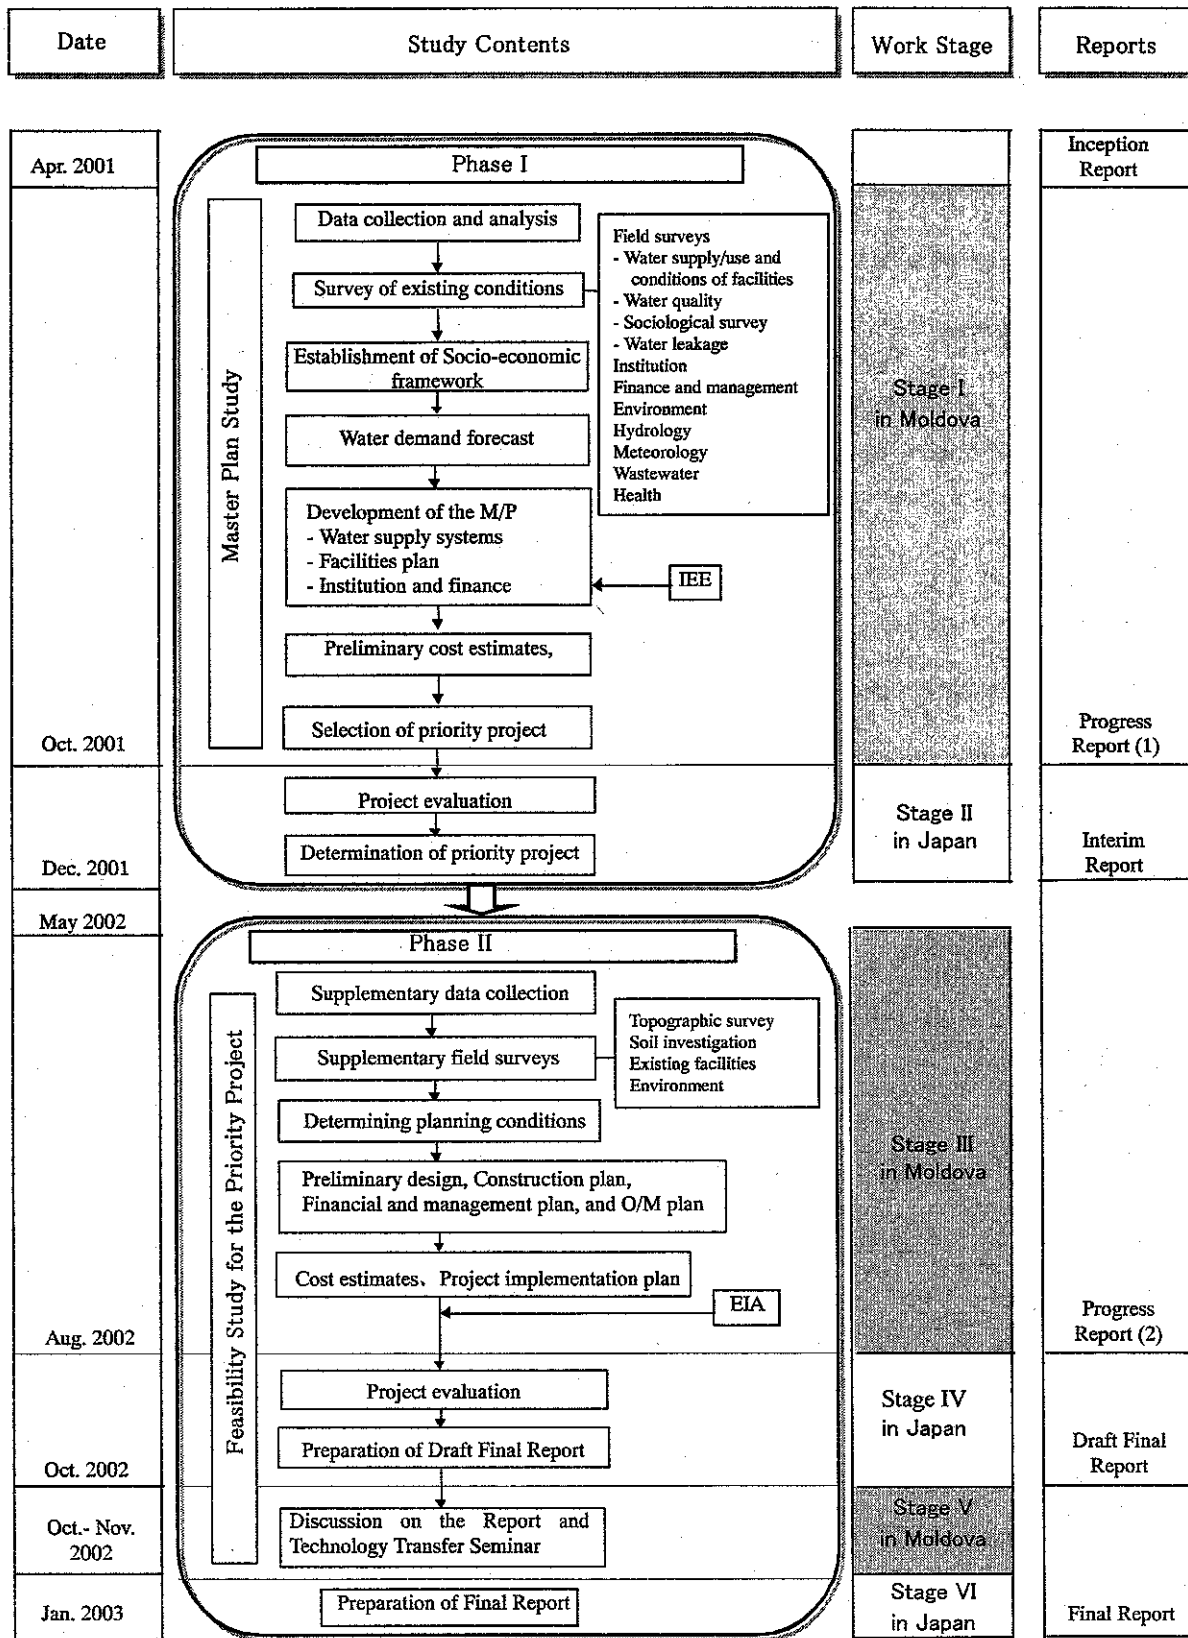 Date
Study Contents
Work Stage
Reports
Apr. 2001
Phase I
Inception
Report
Master Plan Study
Data collection and analysis
Survey of existing conditions
Establishment of Socio-economic
framework
Water demand forecast
Development of the M/P
- Water supply systems
- Facilities plan
- Institution and finance
Preliminary cost estimates,
Selection of priority project
Field surveys
- Water supply/use and
conditions of facilities
- Water quality
- Sociological survey
- Water leakage
Institution
Finance and management
Environment
Hydrology
Meteorology
Wastewater
Health
IEE
Stage I
in Moldova
Oct. 2001
Progress
Report (1)
Project evaluation
Determination of priority project
Stage II
in Japan
Dec. 2001
Interim
Report
May 2002
Phase II
Feasibility Study for the Priority Project
Supplementary data collection
Supplementary field surveys
Topographic survey
Soil investigation
Existing facilities
Environment
Determining planning conditions
Preliminary design, Construction plan,
Financial and management plan, and O/M plan
Cost estimates、Project implementation plan
EIA
Stage III
in Moldova
Aug. 2002
Progress
Report (2)
Project evaluation
Preparation of Draft Final Report
Stage IV
in Japan
Oct. 2002
Draft Final
Report
Oct.- Nov.
2002
Discussion on the Report and
Technology Transfer Seminar
Stage V
in Moldova
Jan. 2003
Preparation of Final Report
Stage VI
in Japan
Final Report